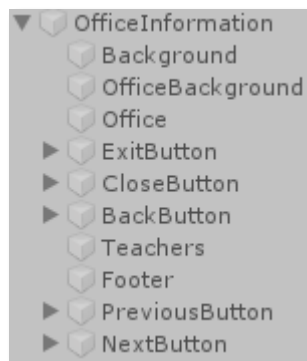 OfficeInformation
Background
OfficeBackground
Office
ExitButton
CloseButton
BackButton
Teachers
Footer
PreviousButton
NextButton